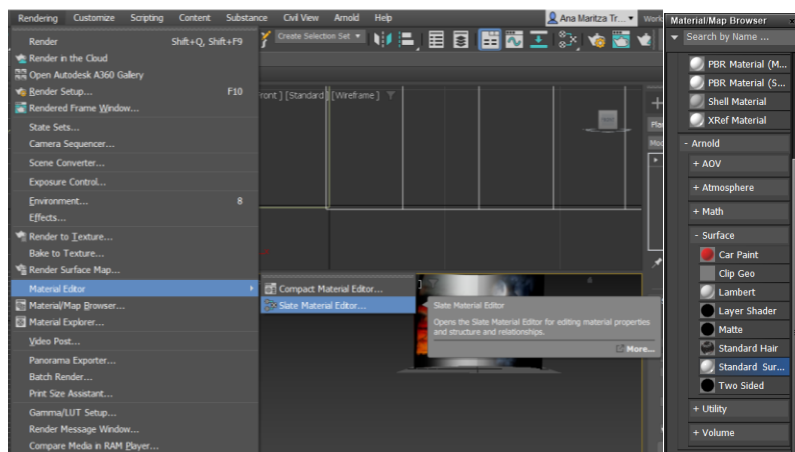 Rendering Customize Scripting Content Substance Civil View Arnold Help
Ana Maritza Tr...
Create Selection Set
Render Shift+Q, Shift+F9
Render in the Cloud
Open Autodesk A360 Gallery
Render Setup... F10
Rendered Frame Window...
State Sets...
Camera Sequencer...
Scene Converter...
Exposure Control...
Environment... 8
Effects...
Render to Texture...
Bake to Texture...
Render Surface Map...
Material Editor
Material/Map Browser...
Material Explorer...
Video Post...
Panorama Exporter...
Batch Render...
Print Size Assistant...
Gamma/LUT Setup...
Render Message Window...
Compare Media in RAM Player...
ront ] [Standard] [Wireframe ]
Compact Material Editor...
Slate Material Editor...
Slate Material Editor
Opens the Slate Material Editor for editing material properties
and structure and relationships.
More...
Material/Map Browser x
Search by Name ...
PBR Material (M...
PBR Material (S...
Shell Material
XRef Material
- Arnold
+ AOV
+ Atmosphere
+ Math
- Surface
Car Paint
Clip Geo
Lambert
Layer Shader
Matte
Standard Hair
Standard Sur...
Two Sided
+ Utility
+ Volume